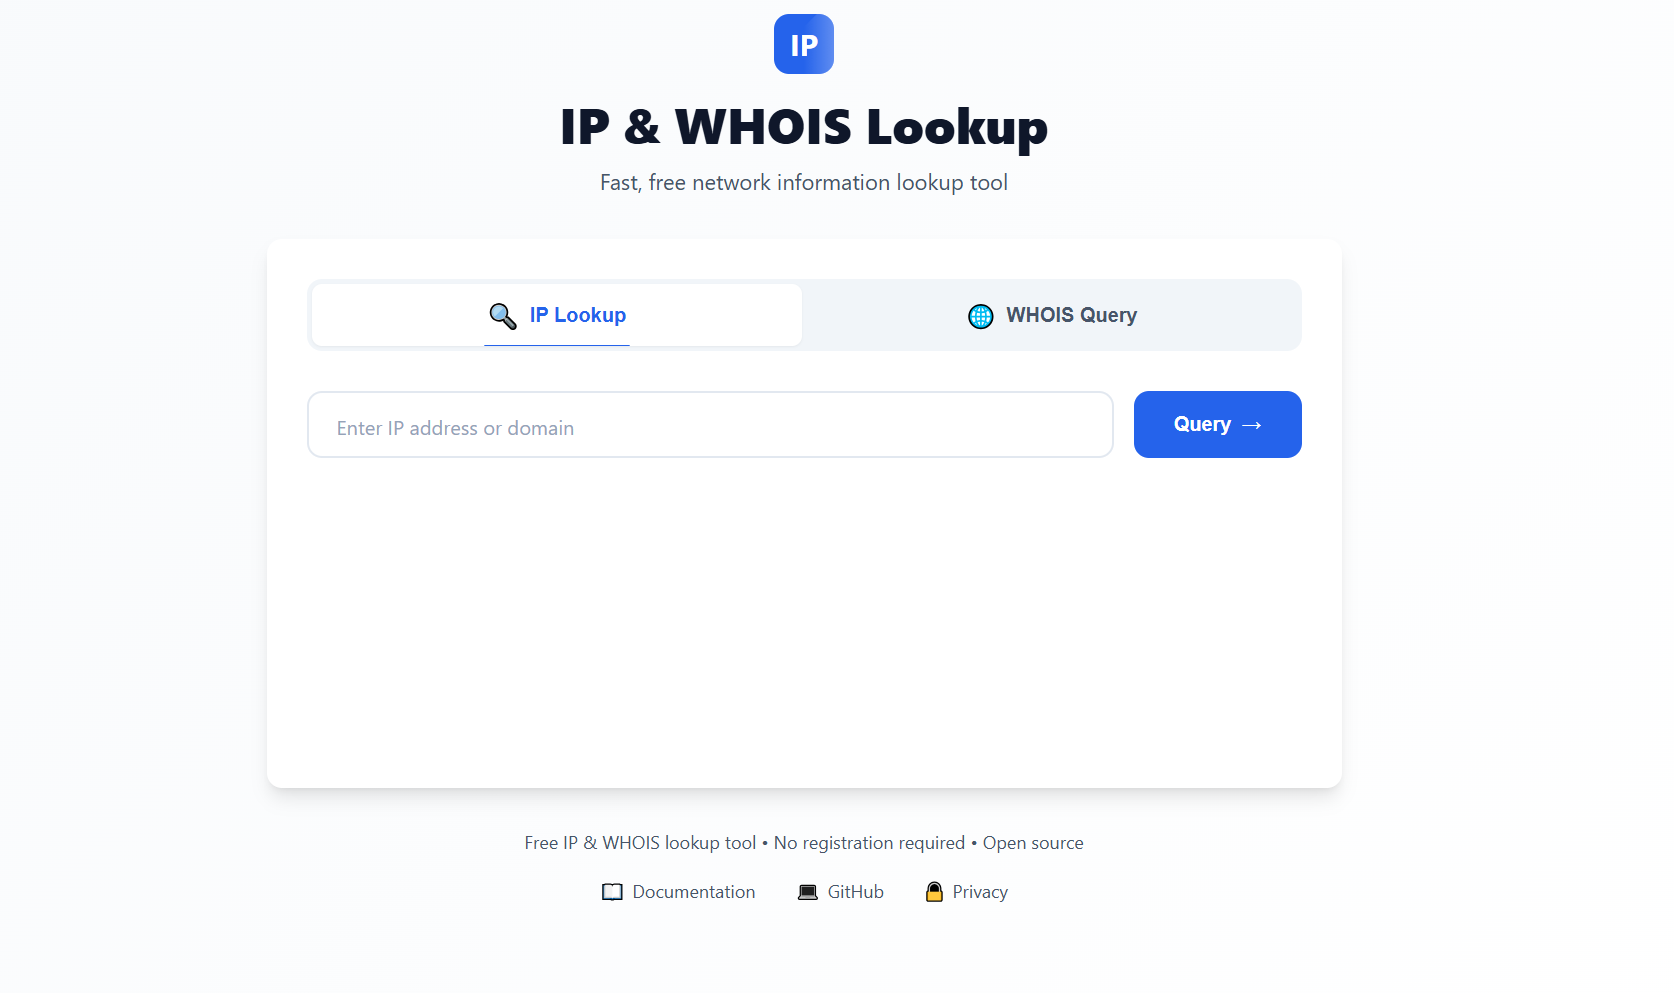 IP
IP & WHOIS Lookup
Fast, free network information lookup tool
IP Lookup
WHOIS Query
Enter IP address or domain
Query →
Free IP & WHOIS lookup tool • No registration required • Open source
Documentation
GitHub
Privacy